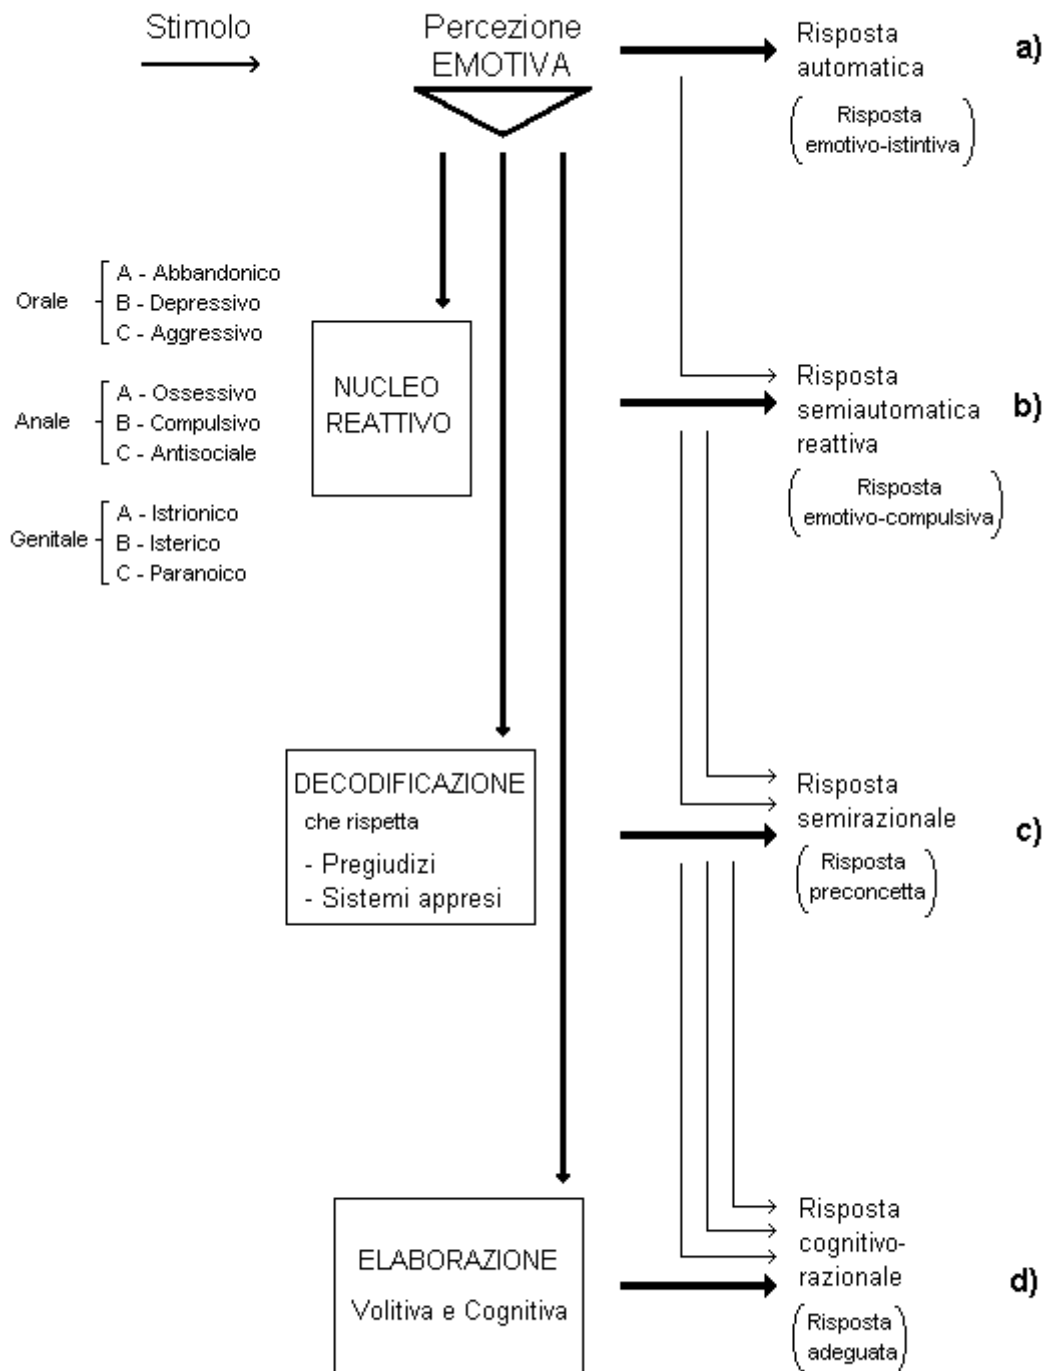 Stimolo
Percezione
EMOTIVA
Risposta
automatica
a)
Risposta
emotivo-istintiva
Orale
A - Abbandonico
B - Depressivo
C - Aggressivo
Anale
A - Ossessivo
B - Compulsivo
C - Antisociale
Genitale
A - Istrionico
B - Isterico
C - Paranoico
NUCLEO
REATTIVO
Risposta
semiautomatica
reattiva
b)
Risposta
emotivo-compulsiva
DECODIFICAZIONE
che rispetta
- Pregiudizi
- Sistemi appresi
Risposta
semirazionale
c)
Risposta
preconcetta
ELABORAZIONE
Volitiva e Cognitiva
Risposta
cognitivo-
razionale
d)
Risposta
adeguata